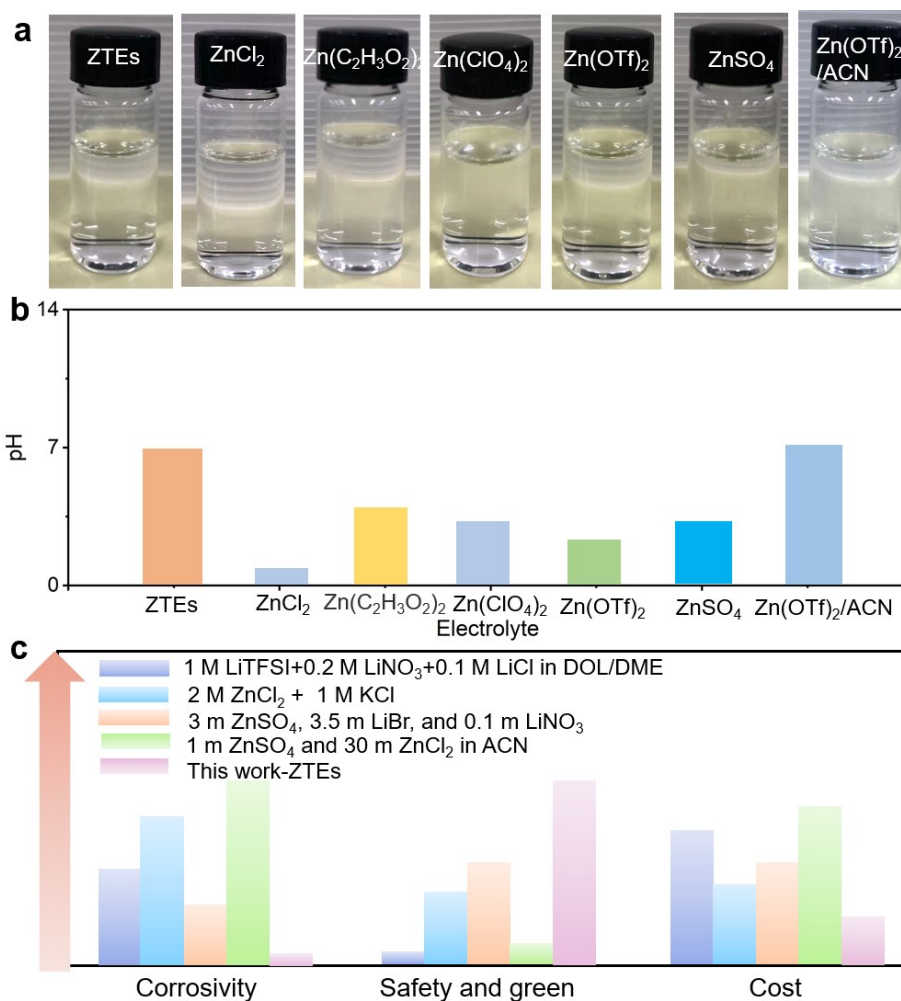 a
ZTEs
ZnCl₂
Zn(C₂H₃O₂)₂
Zn(ClO₄)₂
Zn(OTf)₂
ZnSO₄
Zn(OTf)₂
/ACN
b
14
7
0
pH
ZTEs
ZnCl₂
Zn(C₂H₃O₂)₂
Zn(ClO₄)₂
Zn(OTf)₂
ZnSO₄
Zn(OTf)₂/ACN
Electrolyte
c
1 M LiTFSI+0.2 M LiNO₃+0.1 M LiCl in DOL/DME
2 M ZnCl₂ + 1 M KCl
3 m ZnSO₄, 3.5 m LiBr, and 0.1 m LiNO₃
1 m ZnSO₄ and 30 m ZnCl₂ in ACN
This work-ZTEs
Corrosivity
Safety and green
Cost